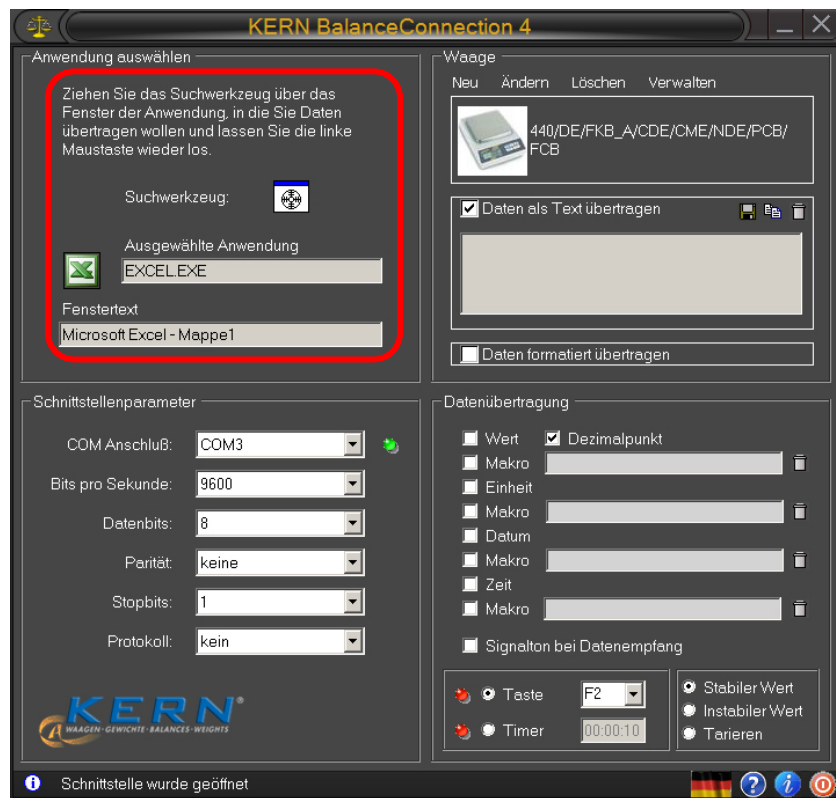 KERN BalanceConnection 4
Anwendung auswählen
Ziehen Sie das Suchwerkzeug über das
Fenster der Anwendung, in die Sie Daten
übertragen wollen und lassen Sie die linke
Maustaste wieder los.
Suchwerkzeug:
Ausgewählte Anwendung
EXCEL.EXE
Fenstertext
Microsoft Excel - Mappe1
Waage
Neu Ändern Löschen Verwalten
440/DE/FKB_A/CDE/CME/NDE/PCB/
FCB
Daten als Text übertragen
Daten formatiert übertragen
Schnittstellenparameter
COM Anschluß: COM3
Bits pro Sekunde: 9600
Datenbits: 8
Parität: keine
Stopbits: 1
Protokoll: kein
KERN®
WAAGEN·GEWICHTE·BALANCES·WEIGHTS
Datenübertragung
Wert Dezimalpunkt
Makro
Einheit
Makro
Datum
Makro
Zeit
Makro
Signalton bei Datenempfang
Taste F2
Timer 00:00:10
Stabiler Wert
Instabiler Wert
Tarieren
Schnittstelle wurde geöffnet